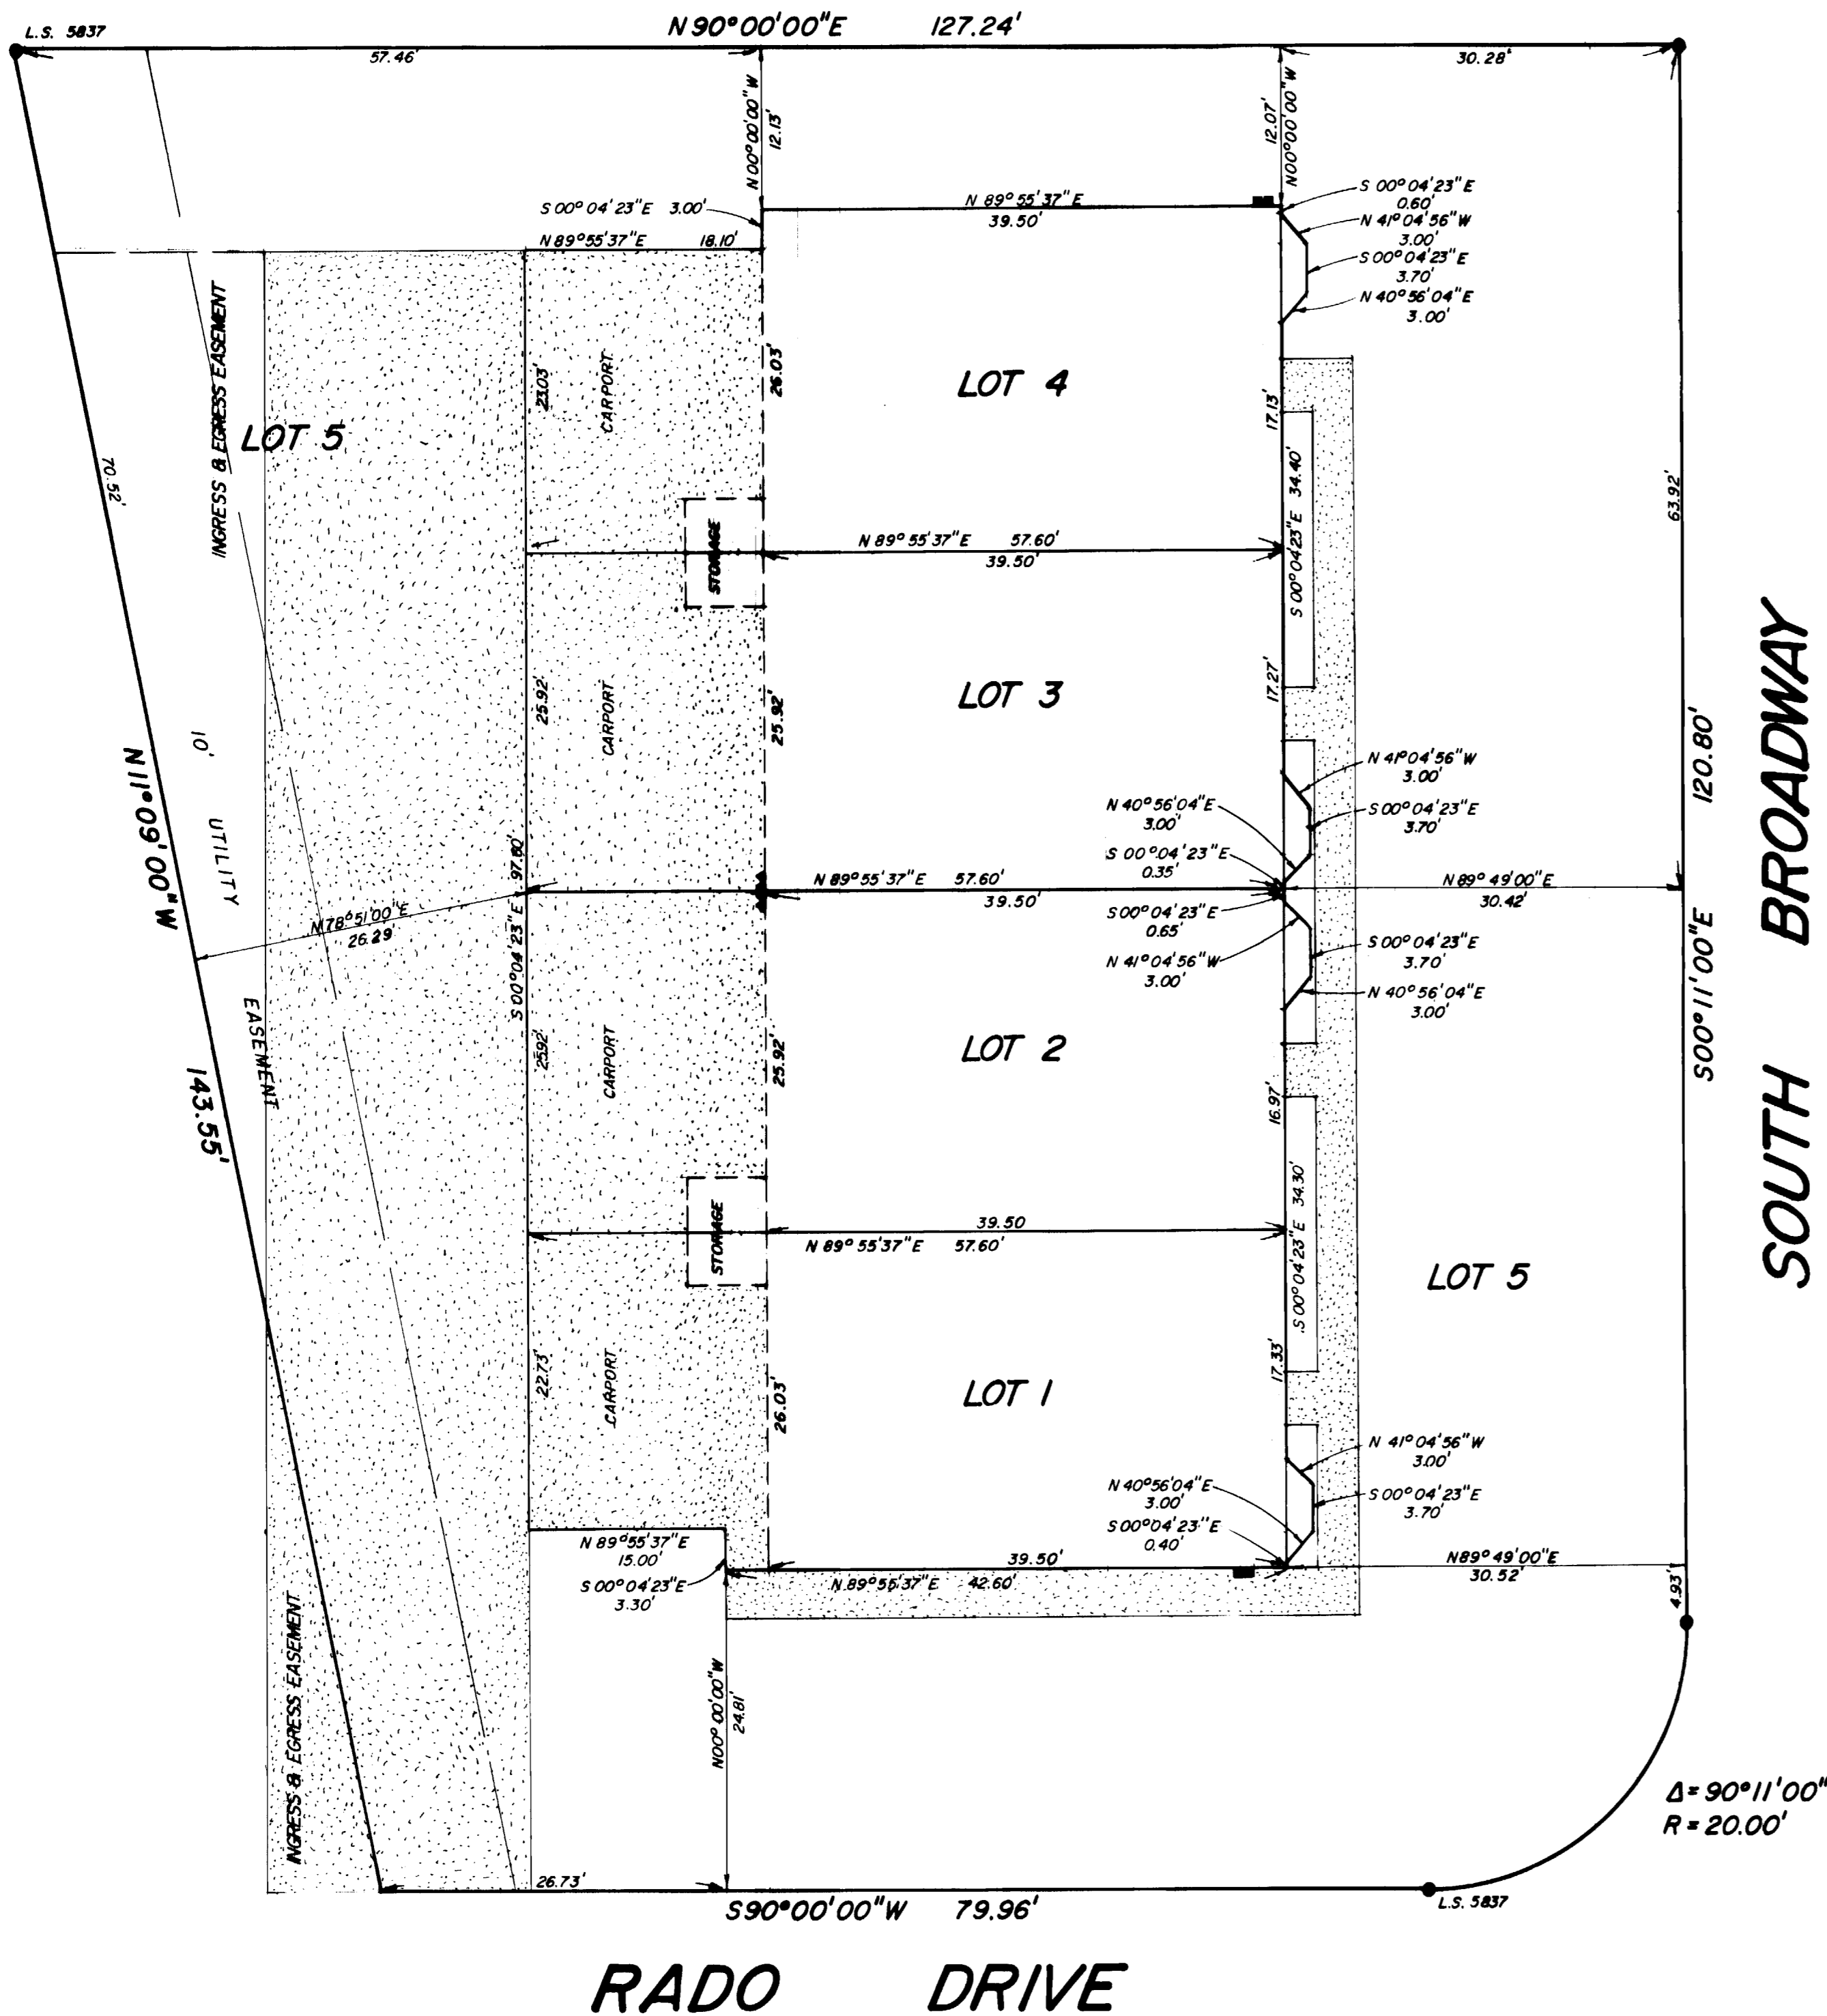 L.S. 5837
N 90°00'00"E 127.24'
57.46'
30.28'
N 00°00'00"W
12.13'
12.07'
N00°00'00"W
S 00°04'23"E 3.00'
N 89°55'37"E 18.10'
N 89°55'37"E
39.50'
S 00°04'23"E
0.60'
N 41°04'56"W
3.00'
S 00°04'23"E
3.70'
N 40°56'04"E
3.00'
INGRESS & EGRESS EASEMENT
LOT 5
70.52'
23.03'
CARPORT
26.03'
LOT 4
17.13'
S 00°04'23"E 34.40'
63.92'
STORAGE
N 89°55'37"E 57.60'
39.50'
25.92'
CARPORT
25.92'
LOT 3
17.27'
N 41°04'56"W
3.00'
S 00°04'23"E
3.70'
N 40°56'04"E
3.00'
S 00°04'23"E
0.35'
N 11°09'00"W 143.55'
10' UTILITY EASEMENT
N 78°51'00"E
26.29
S 00°04'23"E 97.60'
N 89°55'37"E 57.60'
39.50'
N 89°49'00"E
30.42'
S00°11'00"E 120.80'
SOUTH BROADWAY
S 00°04'23"E
0.65'
N 41°04'56"W
3.00'
S 00°04'23"E
3.70'
N 40°56'04"E
3.00'
25.92'
CARPORT
25.92'
LOT 2
16.97'
STORAGE
39.50
N 89°55'37"E 57.60'
S 00°04'23"E 34.30'
LOT 5
22.73'
CARPORT
26.03'
LOT 1
17.33'
N 41°04'56"W
3.00'
S 00°04'23"E
3.70'
N 40°56'04"E
3.00'
S 00°04'23"E
0.40'
N 89°55'37"E
15.00'
S 00°04'23"E
3.30'
39.50'
N 89°55'37"E 42.60'
N89°49'00"E
30.52'
4.93'
INGRESS & EGRESS EASEMENT
N00°00'00"W
24.81'
Δ= 90°11'00"
R = 20.00'
26.73'
S90°00'00"W 79.96'
L.S. 5837
RADO DRIVE